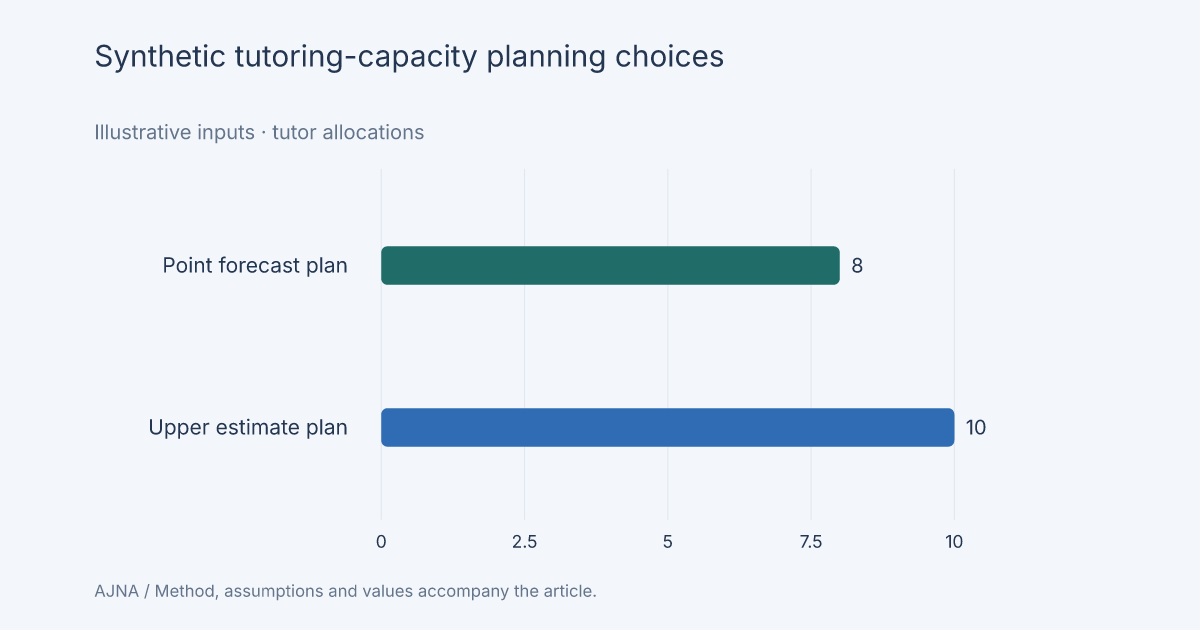 Synthetic tutoring-capacity planning choices
Illustrative inputs · tutor allocations
Point forecast plan 8
Upper estimate plan 10
0 2.5 5 7.5 10
AJNA / Method, assumptions and values accompany the article.